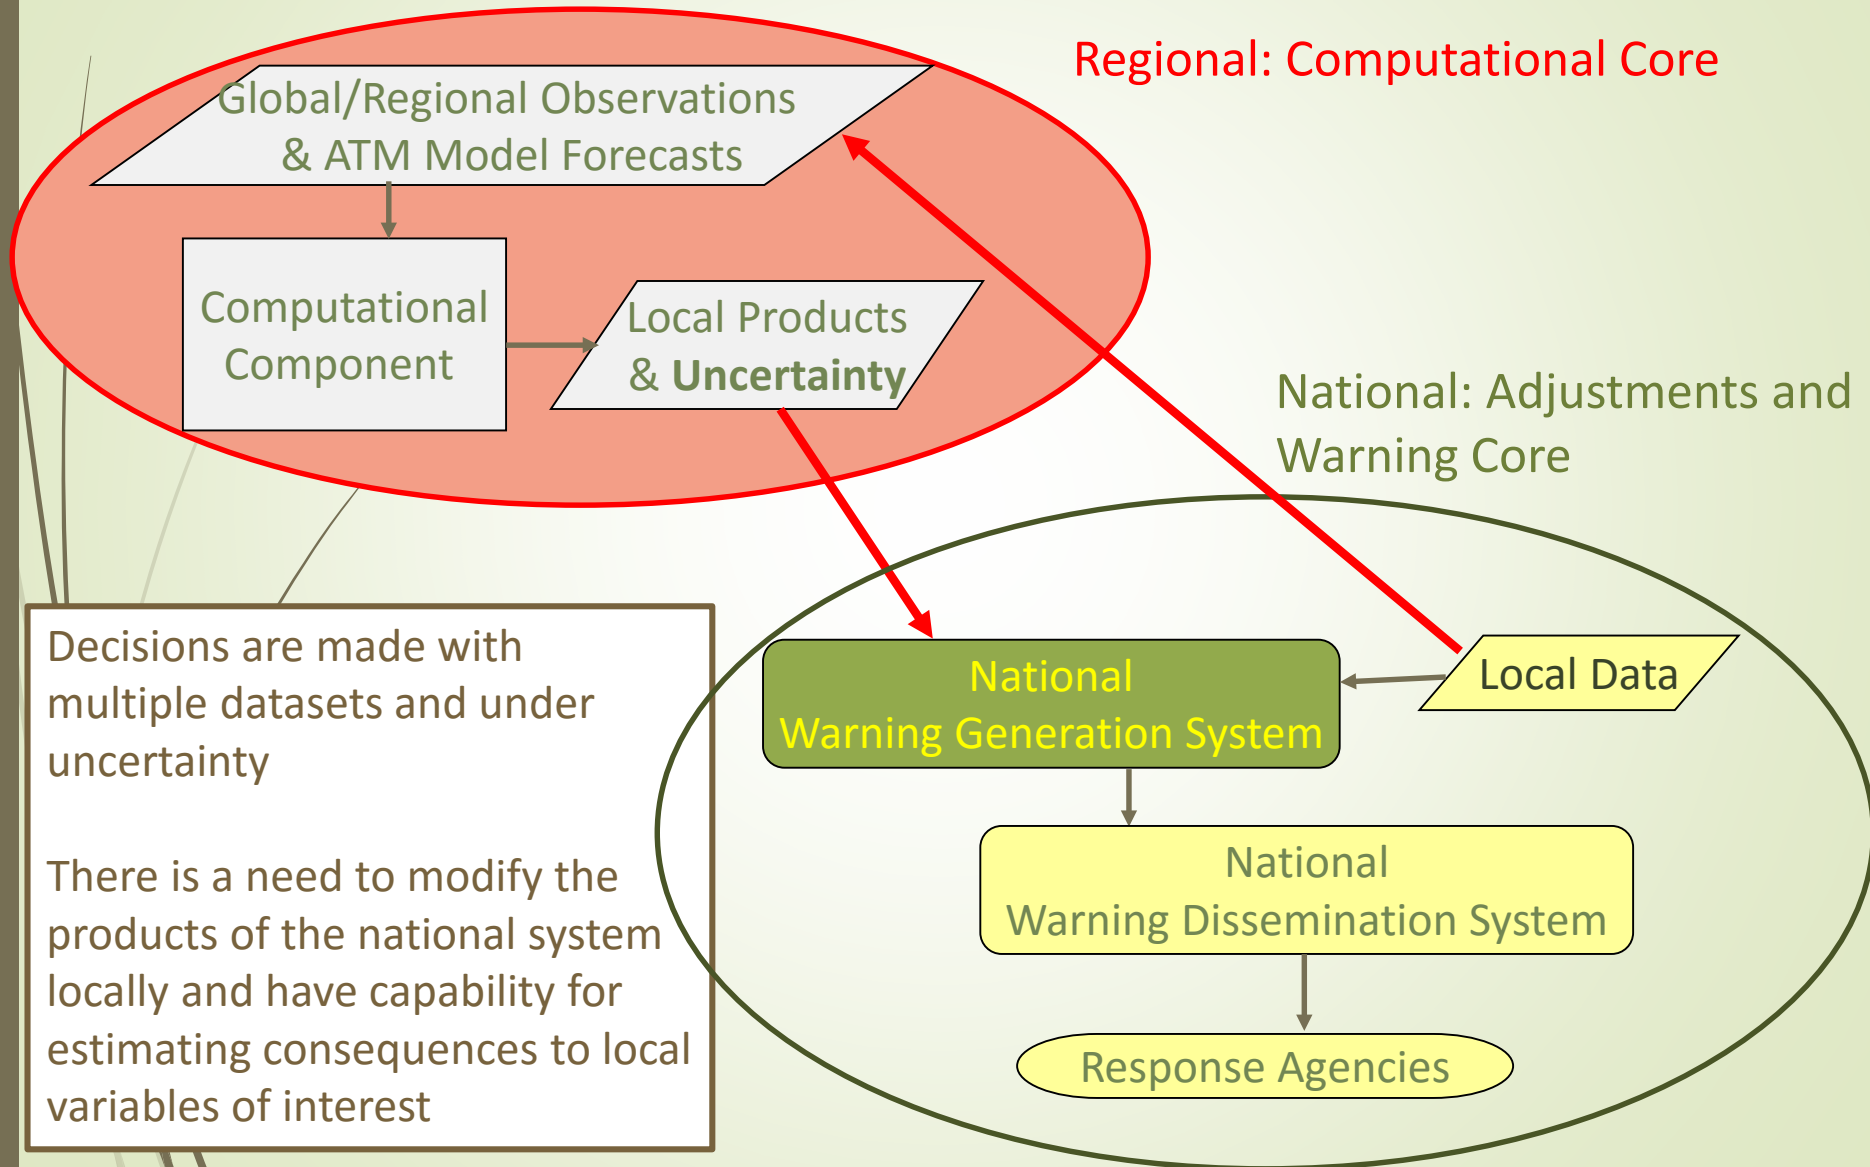 Regional: Computational Core
Global/Regional Observations
& ATM Model Forecasts
Computational
Component
Local Products
& Uncertainty
National: Adjustments and
Warning Core
National
Warning Generation System
Local Data
National
Warning Dissemination System
Response Agencies
Decisions are made with
multiple datasets and under
uncertainty
There is a need to modify the
products of the national system
locally and have capability for
estimating consequences to local
variables of interest